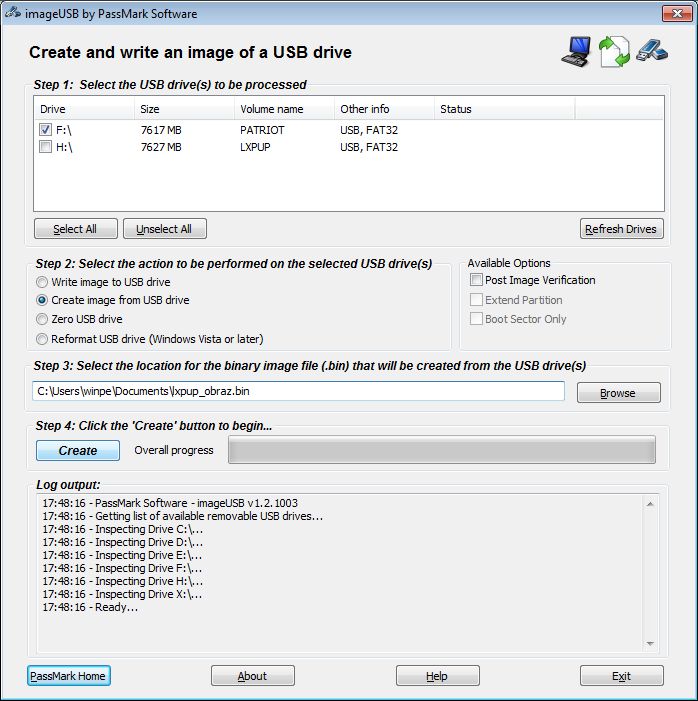 imageUSB by PassMark Software
Create and write an image of a USB drive
Step 1: Select the USB drive(s) to be processed
Drive Size Volume name Other info Status
F:\ 7617 MB PATRIOT USB, FAT32
H:\ 7627 MB LXPUP USB, FAT32
Select All Unselect All Refresh Drives
Step 2: Select the action to be performed on the selected USB drive(s)
Write image to USB drive
Create image from USB drive
Zero USB drive
Reformat USB drive (Windows Vista or later)
Available Options
Post Image Verification
Extend Partition
Boot Sector Only
Step 3: Select the location for the binary image file (.bin) that will be created from the USB drive(s)
C:\Users\winpe\Documents\lxpup_obraz.bin Browse
Step 4: Click the 'Create' button to begin...
Create Overall progress
Log output:
17:48:16 - PassMark Software - imageUSB v1.2.1003
17:48:16 - Getting list of available removable USB drives...
17:48:16 - Inspecting Drive C:\...
17:48:16 - Inspecting Drive D:\...
17:48:16 - Inspecting Drive E:\...
17:48:16 - Inspecting Drive F:\...
17:48:16 - Inspecting Drive H:\...
17:48:16 - Inspecting Drive X:\...
17:48:16 - Ready...
PassMark Home About Help Exit